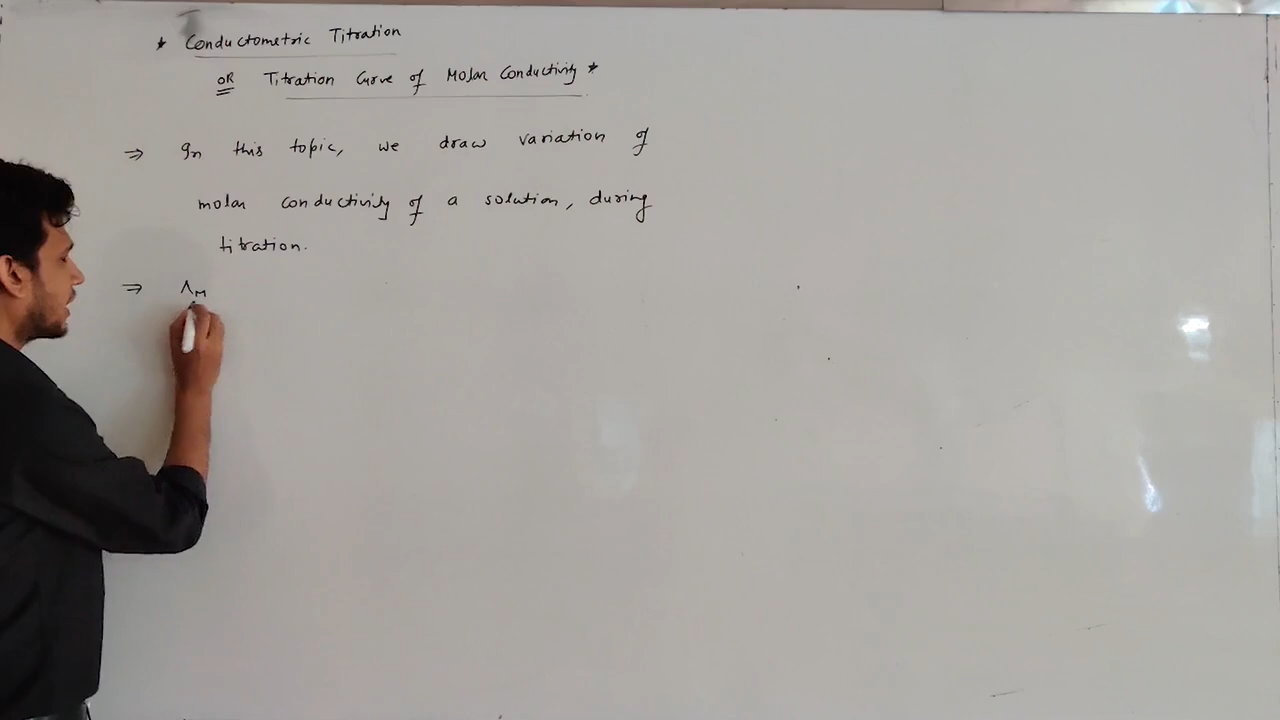 * Conductometric Titration
OR Titration Curve of Molar Conductivity *
⇒ In this topic, we draw variation of
molar conductivity of a solution, during
titration.
⇒ Λ_M